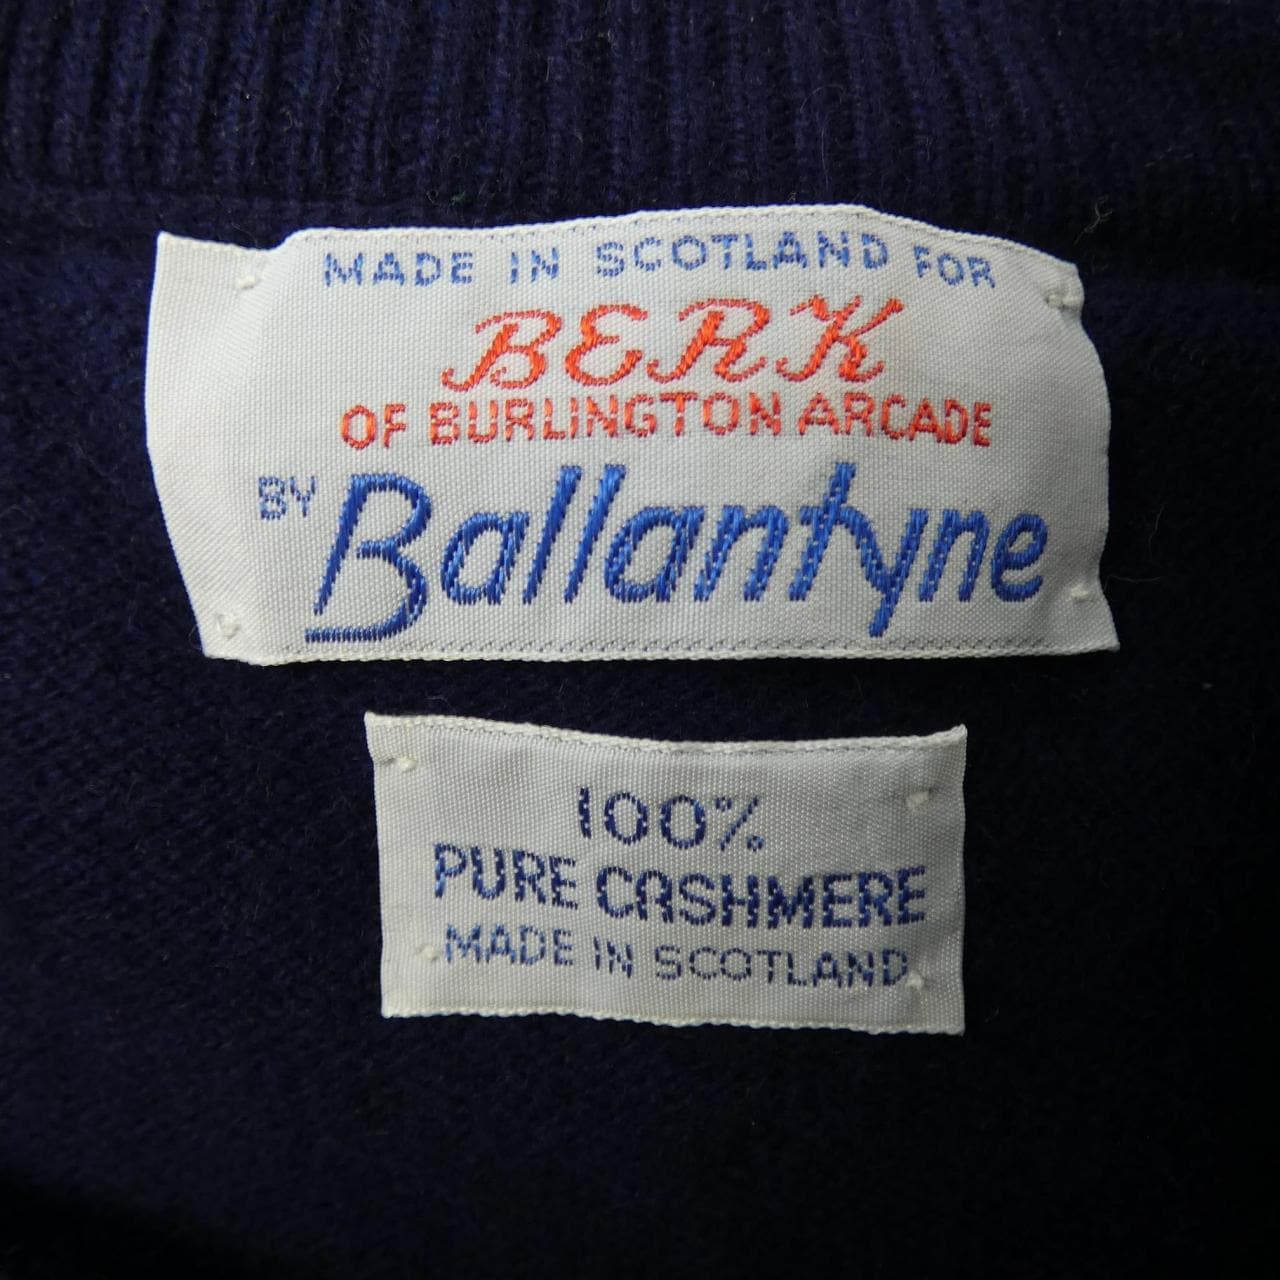 MADE IN SCOTLAND FOR
BERK
OF BURLINGTON ARCADE
BY Ballantyne
100%
PURE CASHMERE
MADE IN SCOTLAND